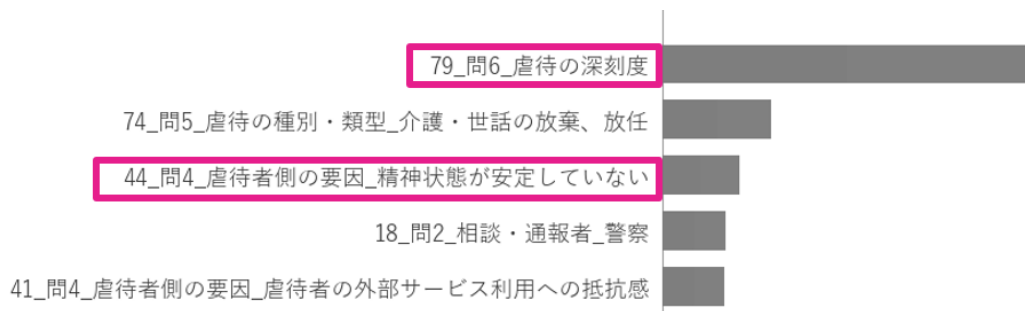 79_問6_虐待の深刻度
74_問5_虐待の種別・類型_介護・世話の放棄、放任
44_問4_虐待者側の要因_精神状態が安定していない
18_問2_相談・通報者_警察
41_問4_虐待者側の要因_虐待者の外部サービス利用への抵抗感